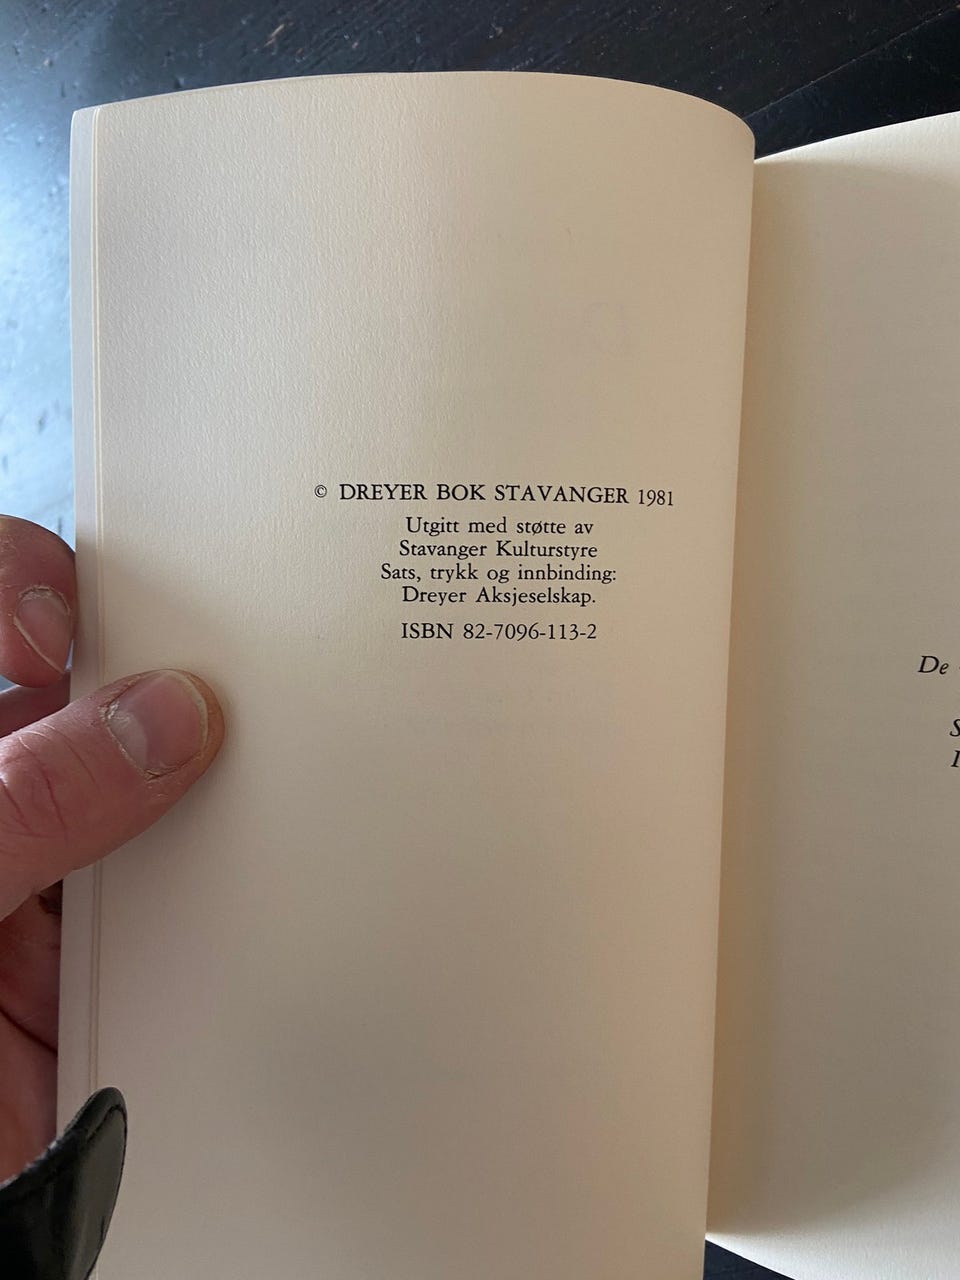 © DREYER BOK STAVANGER 1981
Utgitt med støtte av
Stavanger Kulturstyre
Sats, trykk og innbinding:
Dreyer Aksjeselskap.
ISBN 82-7096-113-2
De